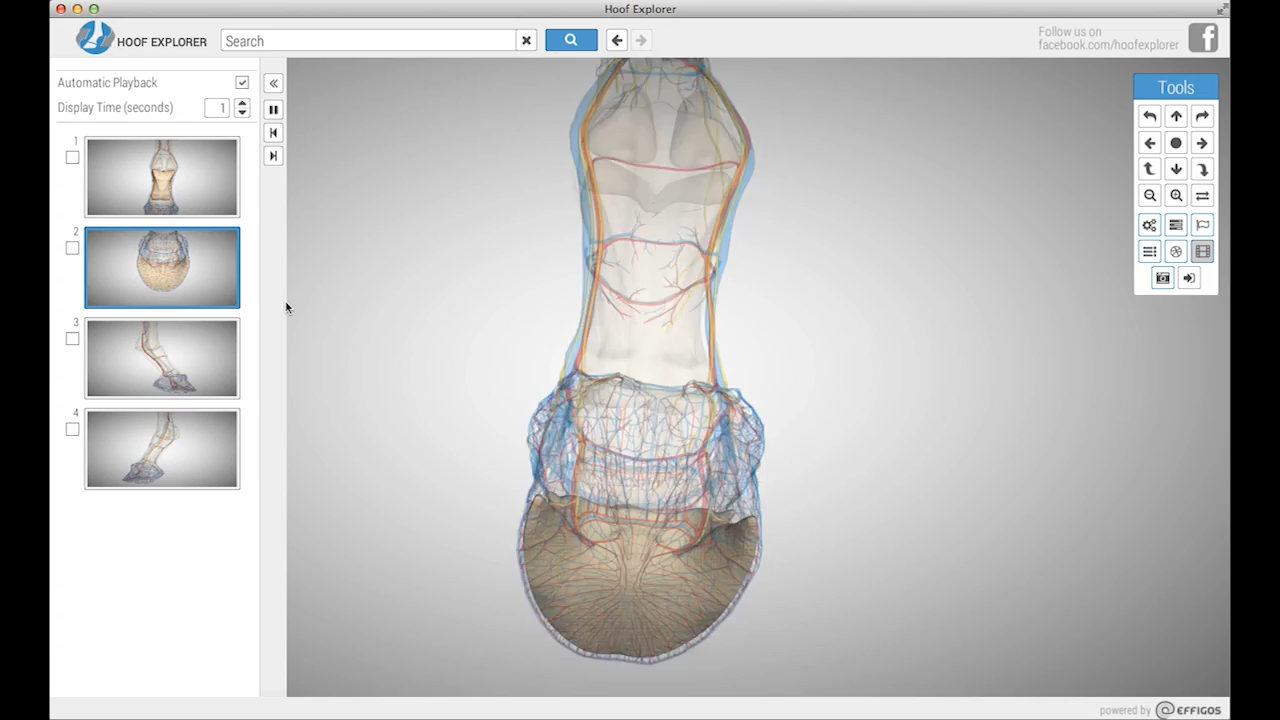 Hoof Explorer
HOOF EXPLORER
Search
Follow us on
facebook.com/hoofexplorer
f
Automatic Playback
Display Time (seconds)
1
Tools
1
2
3
4
powered by EFFIGOS